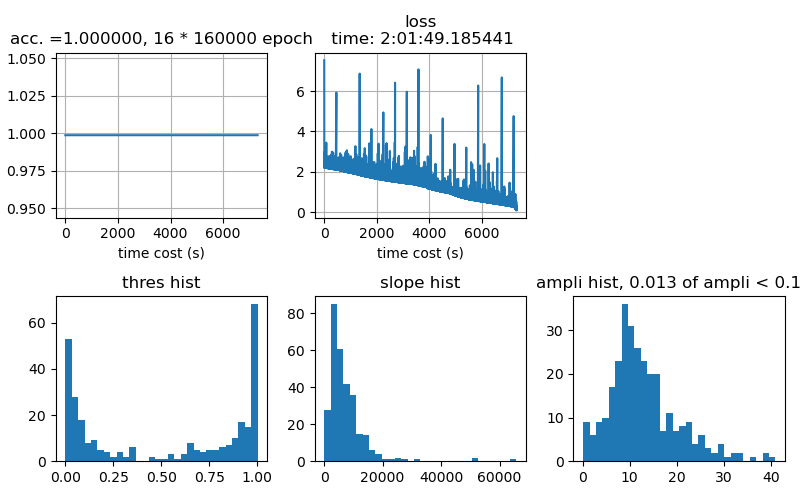 acc. =1.000000, 16 * 160000 epoch
1.050
1.025
1.000
0.975
0.950
0 2000 4000 6000
time cost (s)
loss
time: 2:01:49.185441
6
4
2
0
0 2000 4000 6000
time cost (s)
thres hist
60
40
20
0
0.00 0.25 0.50 0.75 1.00
slope hist
80
60
40
20
0
0 20000 40000 60000
ampli hist, 0.013 of ampli < 0.1
30
20
10
0
0 10 20 30 40